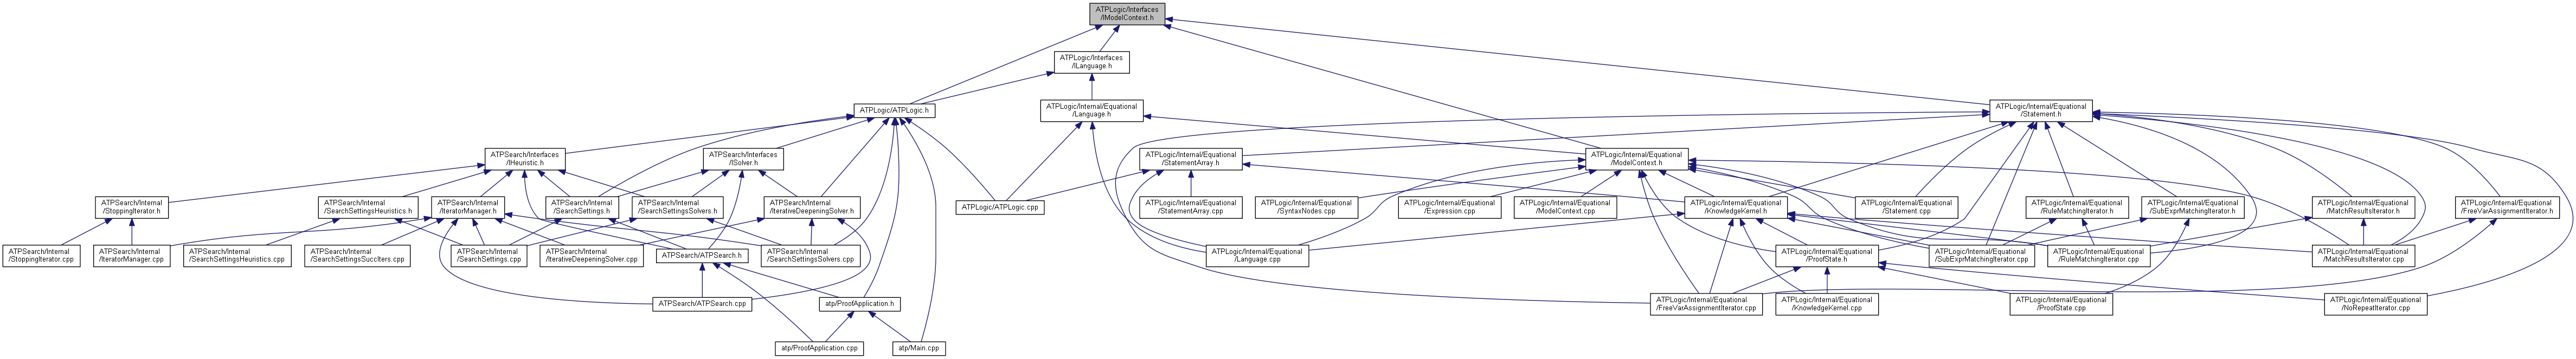 ATPLogic/Interfaces
/IModelContext.h
ATPLogic/Interfaces
/ILanguage.h
ATPLogic/ATPLogic.h
ATPLogic/Internal/Equational
/Language.h
ATPLogic/Internal/Equational
/Statement.h
ATPSearch/Interfaces
/IHeuristic.h
ATPSearch/Interfaces
/ISolver.h
ATPLogic/Internal/Equational
/StatementArray.h
ATPLogic/Internal/Equational
/ModelContext.h
ATPSearch/Internal
/StoppingIterator.h
ATPSearch/Internal
/SearchSettingsHeuristics.h
ATPSearch/Internal
/IteratorManager.h
ATPSearch/Internal
/SearchSettings.h
ATPSearch/Internal
/SearchSettingsSolvers.h
ATPSearch/Internal
/IterativeDeepeningSolver.h
ATPLogic/ATPLogic.cpp
ATPLogic/Internal/Equational
/StatementArray.cpp
ATPLogic/Internal/Equational
/SyntaxNodes.cpp
ATPLogic/Internal/Equational
/Expression.cpp
ATPLogic/Internal/Equational
/ModelContext.cpp
ATPLogic/Internal/Equational
/KnowledgeKernel.h
ATPLogic/Internal/Equational
/Statement.cpp
ATPLogic/Internal/Equational
/RuleMatchingIterator.h
ATPLogic/Internal/Equational
/SubExprMatchingIterator.h
ATPLogic/Internal/Equational
/MatchResultsIterator.h
ATPLogic/Internal/Equational
/FreeVarAssignmentIterator.h
ATPSearch/Internal
/StoppingIterator.cpp
ATPSearch/Internal
/IteratorManager.cpp
ATPSearch/Internal
/SearchSettingsHeuristics.cpp
ATPSearch/Internal
/SearchSettingsSuccIters.cpp
ATPSearch/Internal
/SearchSettings.cpp
ATPSearch/Internal
/IterativeDeepeningSolver.cpp
ATPSearch/ATPSearch.h
ATPSearch/Internal
/SearchSettingsSolvers.cpp
ATPLogic/Internal/Equational
/Language.cpp
ATPLogic/Internal/Equational
/ProofState.h
ATPLogic/Internal/Equational
/SubExprMatchingIterator.cpp
ATPLogic/Internal/Equational
/RuleMatchingIterator.cpp
ATPLogic/Internal/Equational
/MatchResultsIterator.cpp
ATPSearch/ATPSearch.cpp
atp/ProofApplication.h
ATPLogic/Internal/Equational
/FreeVarAssignmentIterator.cpp
ATPLogic/Internal/Equational
/KnowledgeKernel.cpp
ATPLogic/Internal/Equational
/ProofState.cpp
ATPLogic/Internal/Equational
/NoRepeatIterator.cpp
atp/ProofApplication.cpp
atp/Main.cpp